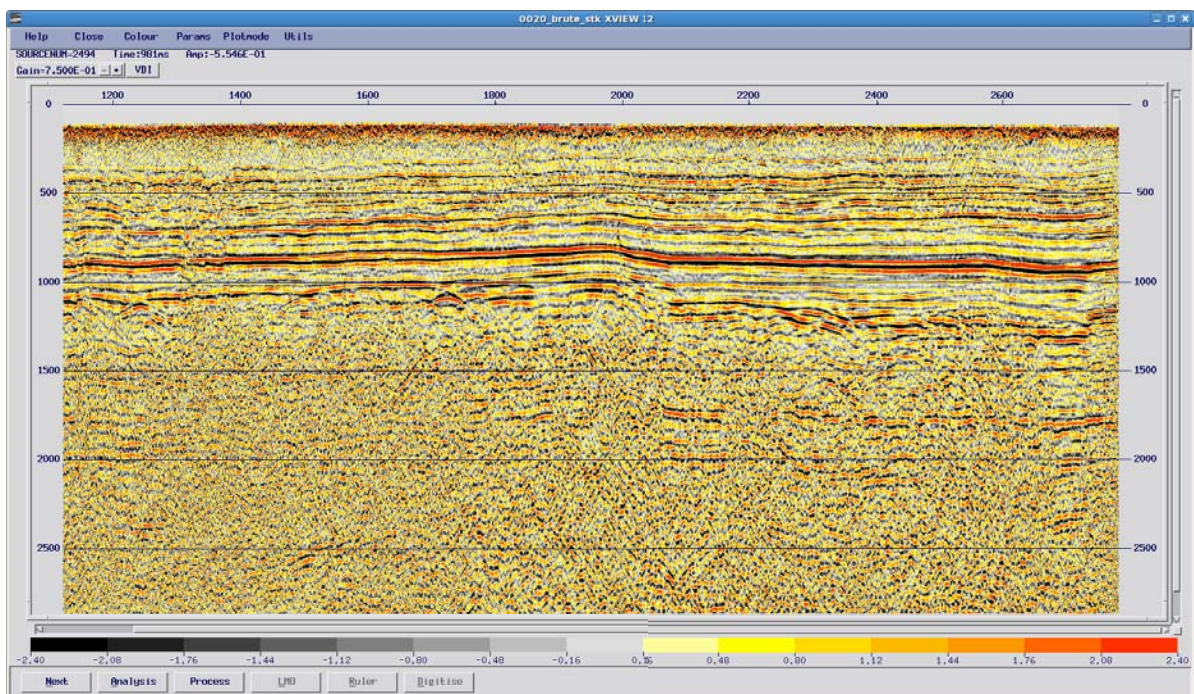 0020_brute_stk XVIEW 12
Help Close Colour Params Plotmode Utils
SOURCENUM=2494 Time:981ms Amp:-5.546E-01
Gain=7.500E-01 - + VDI
1200 1400 1600 1800 2000 2200 2400 2600
0 0
500 500
1000 1000
1500 1500
2000 2000
2500 2500
-2.40 -2.08 -1.76 -1.44 -1.12 -0.80 -0.48 -0.16 0.48 0.80 1.12 1.44 1.76 2.08 2.40
Next Analysis Process LMO Ruler Digitise